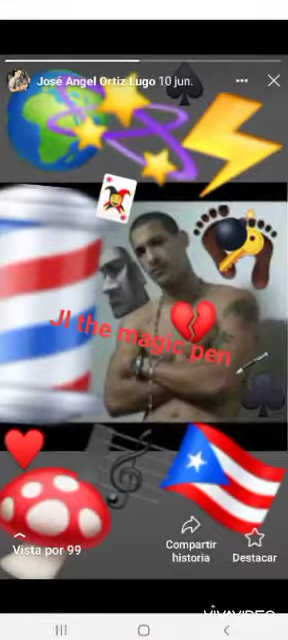 José Angel Ortiz Lugo 10 jun.
JI the magic pen
Vista por 99
Compartir
historia
Destacar
VIVAVIDEO